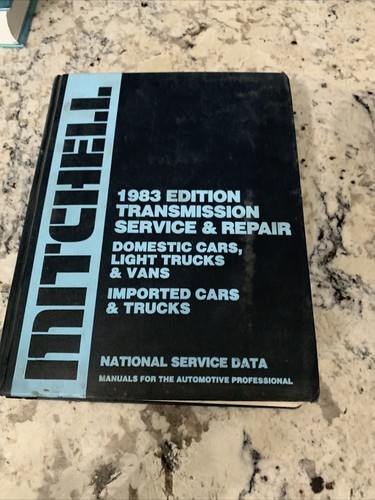 MITCHELL
1983 EDITION
TRANSMISSION
SERVICE & REPAIR
DOMESTIC CARS,
LIGHT TRUCKS
& VANS
IMPORTED CARS
& TRUCKS
NATIONAL SERVICE DATA
MANUALS FOR THE AUTOMOTIVE PROFESSIONAL